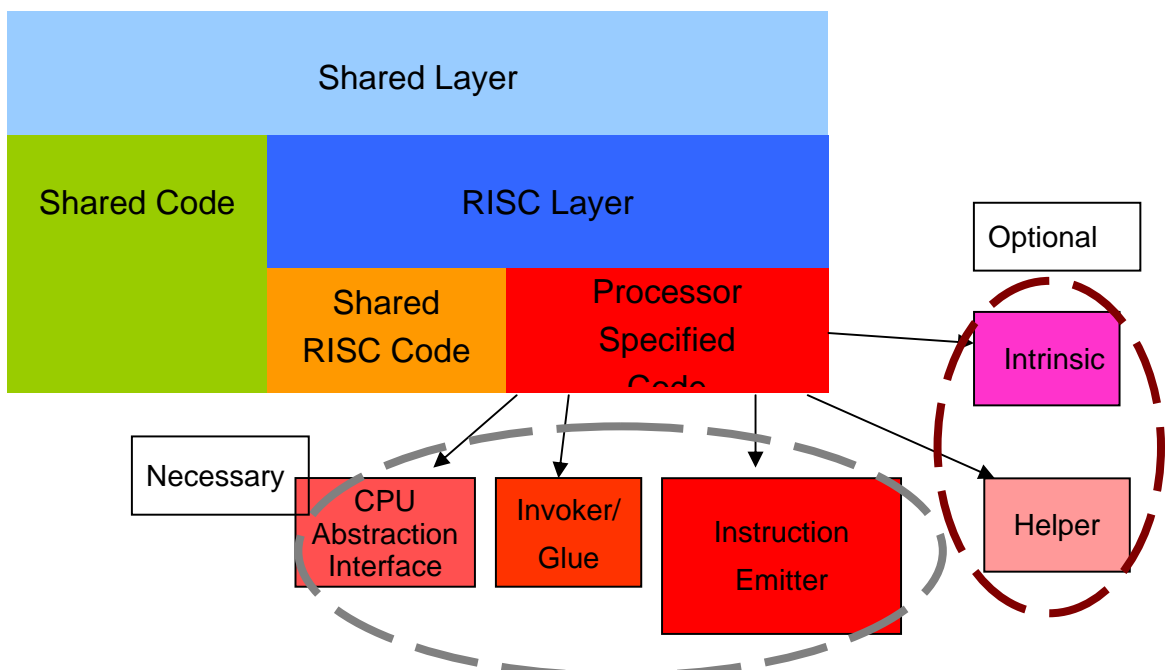 Shared Layer
Shared Code
RISC Layer
Shared
RISC Code
Processor
Specified
Code
Optional
Intrinsic
Necessary
CPU
Abstraction
Interface
Invoker/
Glue
Instruction
Emitter
Helper